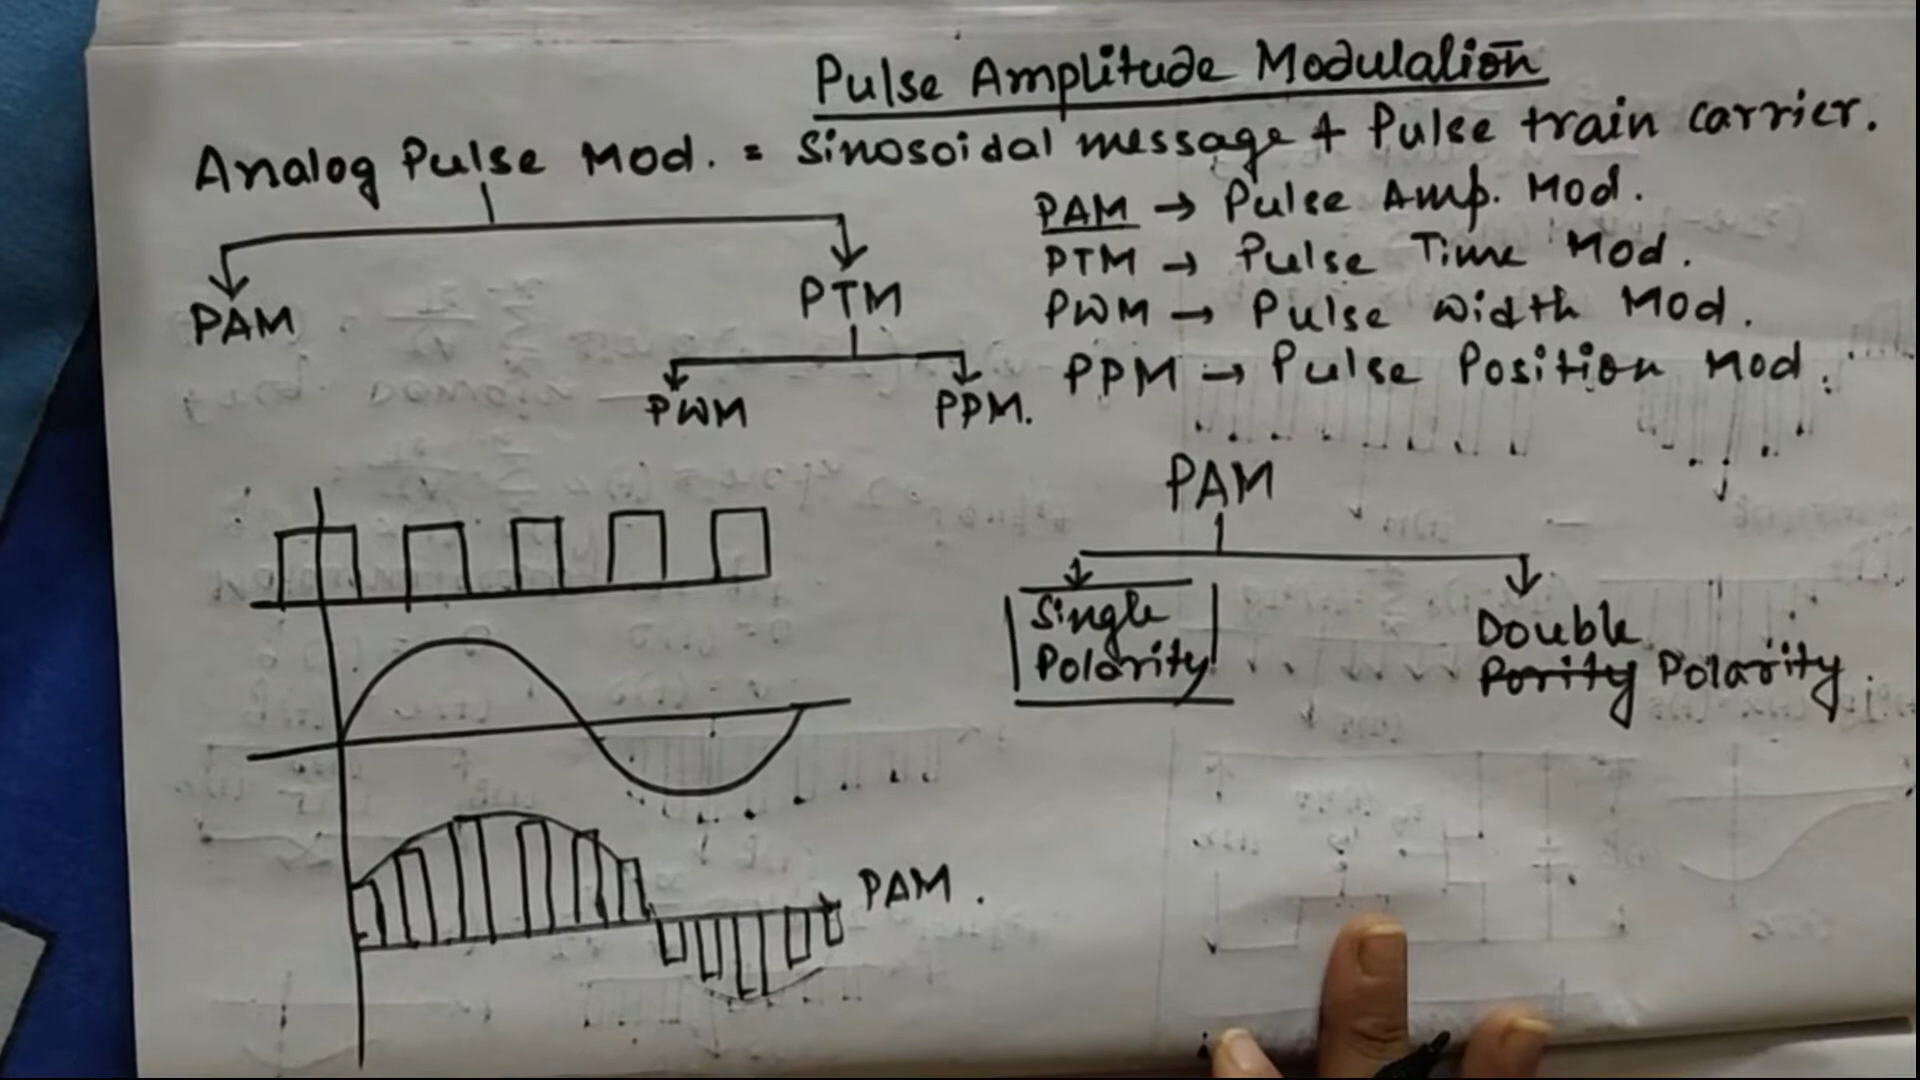 Pulse Amplitude Modulation
Analog Pulse Mod. = Sinosoidal message + Pulse train carrier.
PAM → Pulse Amp. Mod.
PTM → Pulse Time Mod.
PWM → Pulse Width Mod.
PPM → Pulse Position Mod.
PAM
PTM
PWM
PPM.
PAM
Single
Polarity
Double
Pority Polarity.
PAM.